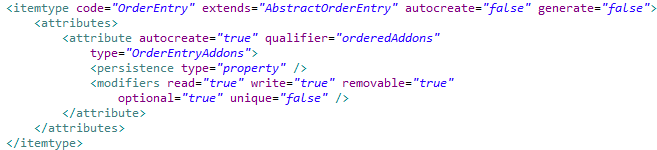 <itemtype code="OrderEntry" extends="AbstractOrderEntry" autocreate="false" generate="false">
<attributes>
<attribute autocreate="true" qualifier="orderedAddons"
type="OrderEntryAddons">
<persistence type="property" />
<modifiers read="true" write="true" removable="true"
optional="true" unique="false" />
</attribute>
</attributes>
</itemtype>